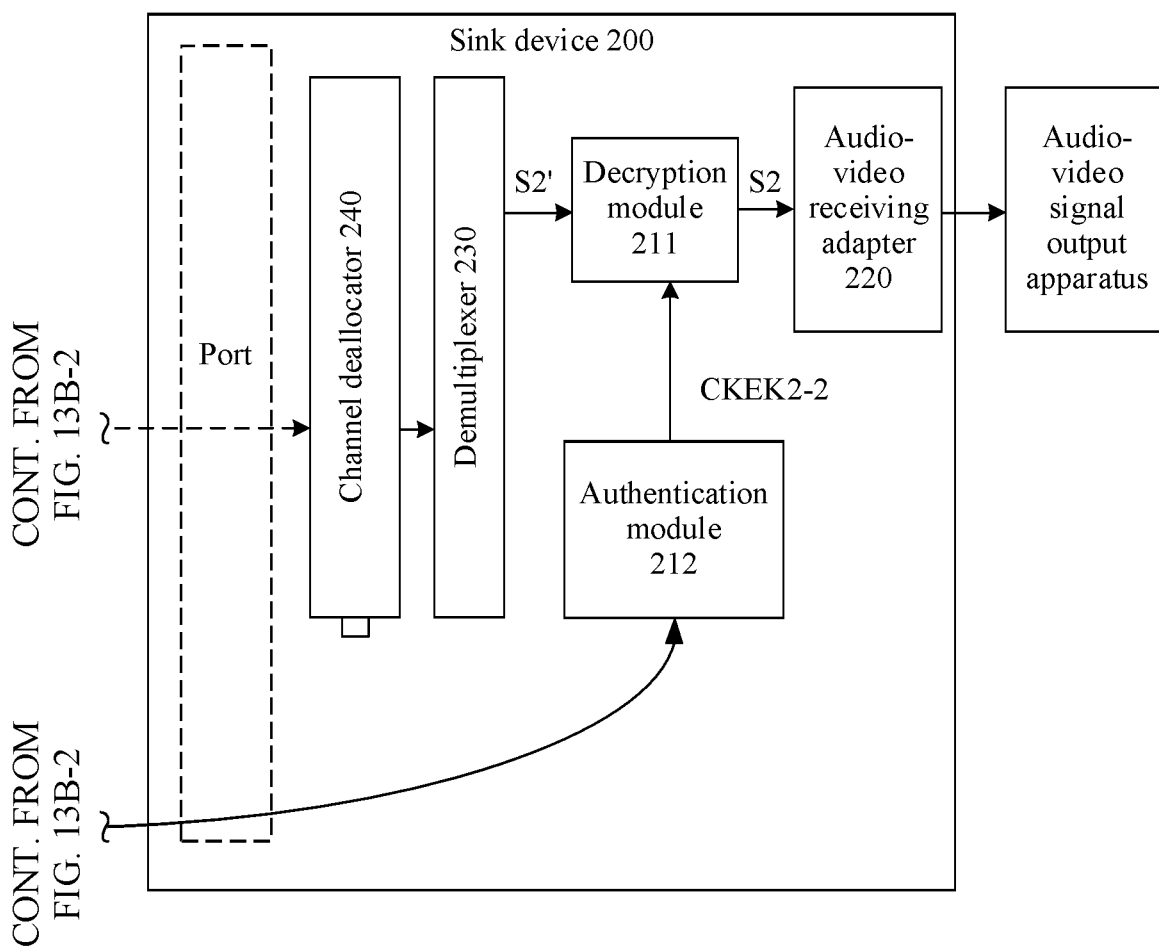 Sink device 200
Port
Channel deallocator 240
Demultiplexer 230
S2'
Decryption
module
211
S2
Audio-
video
receiving
adapter
220
Audio-
video
signal
output
apparatus
CKEK2-2
Authentication
module
212
CONT. FROM
FIG. 13B-2
CONT. FROM
FIG. 13B-2